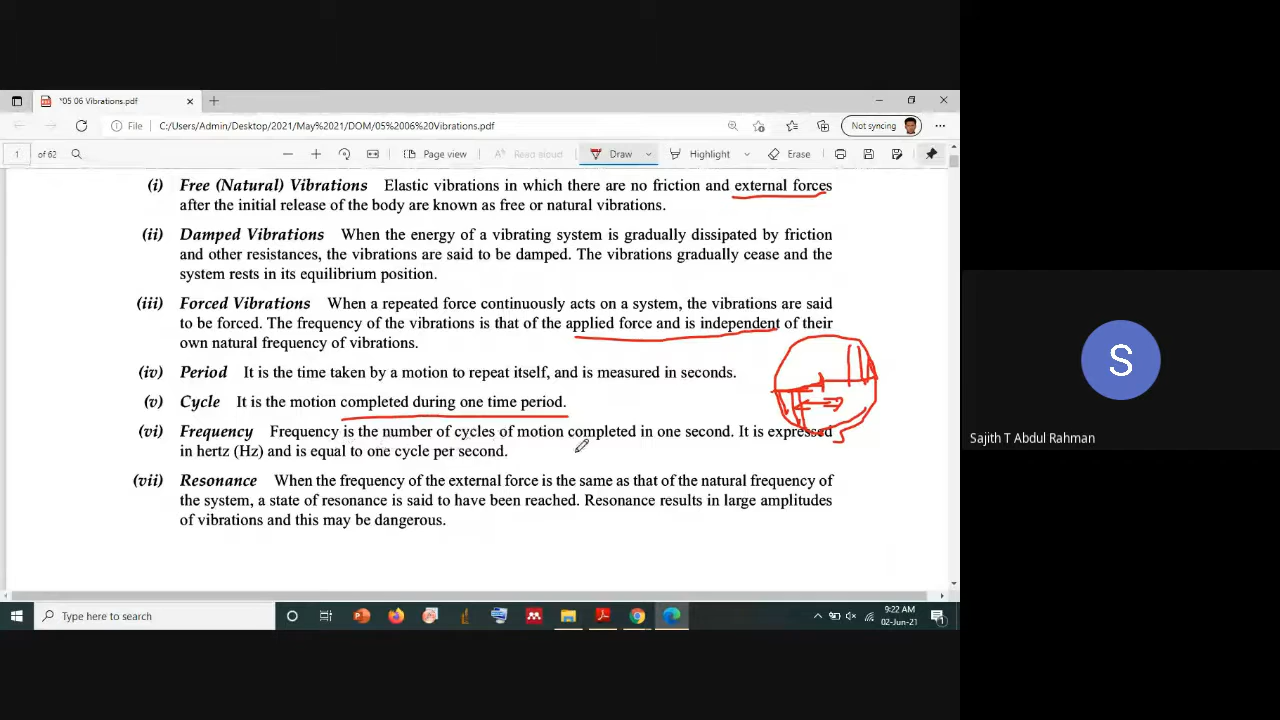 *05 06 Vibrations.pdf
File C:/Users/Admin/Desktop/2021/May%2021/DOM/05%2006%20Vibrations.pdf Not syncing
1 of 62 Page view Read aloud Draw Highlight Erase
(i) Free (Natural) Vibrations Elastic vibrations in which there are no friction and external forces
after the initial release of the body are known as free or natural vibrations.
(ii) Damped Vibrations When the energy of a vibrating system is gradually dissipated by friction
and other resistances, the vibrations are said to be damped. The vibrations gradually cease and the
system rests in its equilibrium position.
(iii) Forced Vibrations When a repeated force continuously acts on a system, the vibrations are said
to be forced. The frequency of the vibrations is that of the applied force and is independent of their
own natural frequency of vibrations.
(iv) Period It is the time taken by a motion to repeat itself, and is measured in seconds.
(v) Cycle It is the motion completed during one time period.
(vi) Frequency Frequency is the number of cycles of motion completed in one second. It is expressed
in hertz (Hz) and is equal to one cycle per second.
(vii) Resonance When the frequency of the external force is the same as that of the natural frequency of
the system, a state of resonance is said to have been reached. Resonance results in large amplitudes
of vibrations and this may be dangerous.
S
Sajith T Abdul Rahman
Type here to search
9:22 AM
02-Jun-21
1